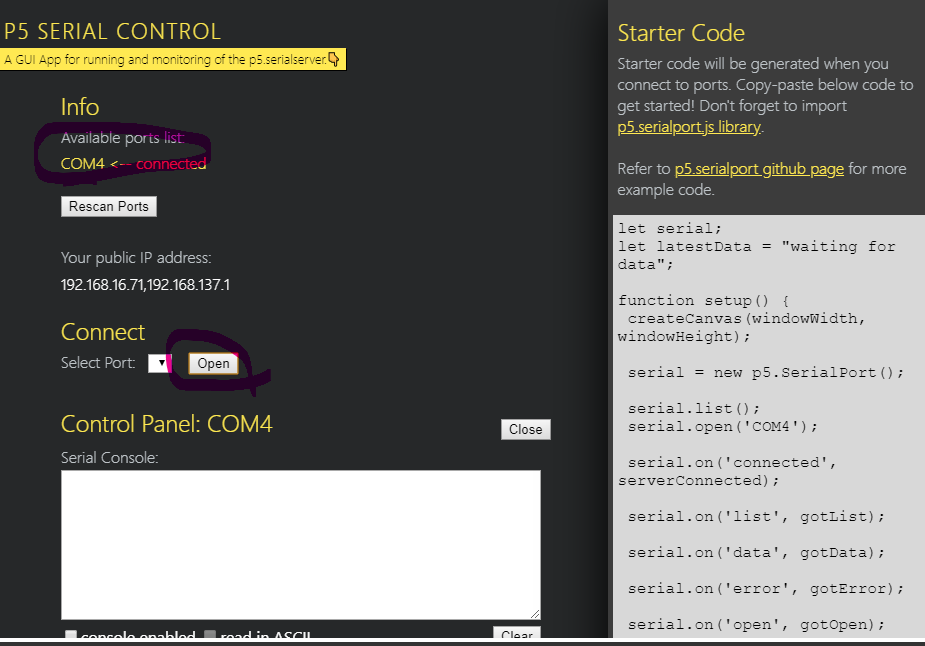 P5 SERIAL CONTROL
A GUI App for running and monitoring of the p5.serialserver.
Info
Available ports list:
COM4 <-- connected
Rescan Ports
Your public IP address:
192.168.16.71,192.168.137.1
Connect
Select Port:
Open
Control Panel: COM4
Close
Serial Console:
console enabled
read in ASCII
Clear
Starter Code
Starter code will be generated when you
connect to ports. Copy-paste below code to
get started! Don't forget to import
p5.serialport.js library.
Refer to p5.serialport github page for more
example code.
let serial;
let latestData = "waiting for
data";
function setup() {
createCanvas(windowWidth,
windowHeight);
serial = new p5.SerialPort();
serial.list();
serial.open('COM4');
serial.on('connected',
serverConnected);
serial.on('list', gotList);
serial.on('data', gotData);
serial.on('error', gotError);
serial.on('open', gotOpen);